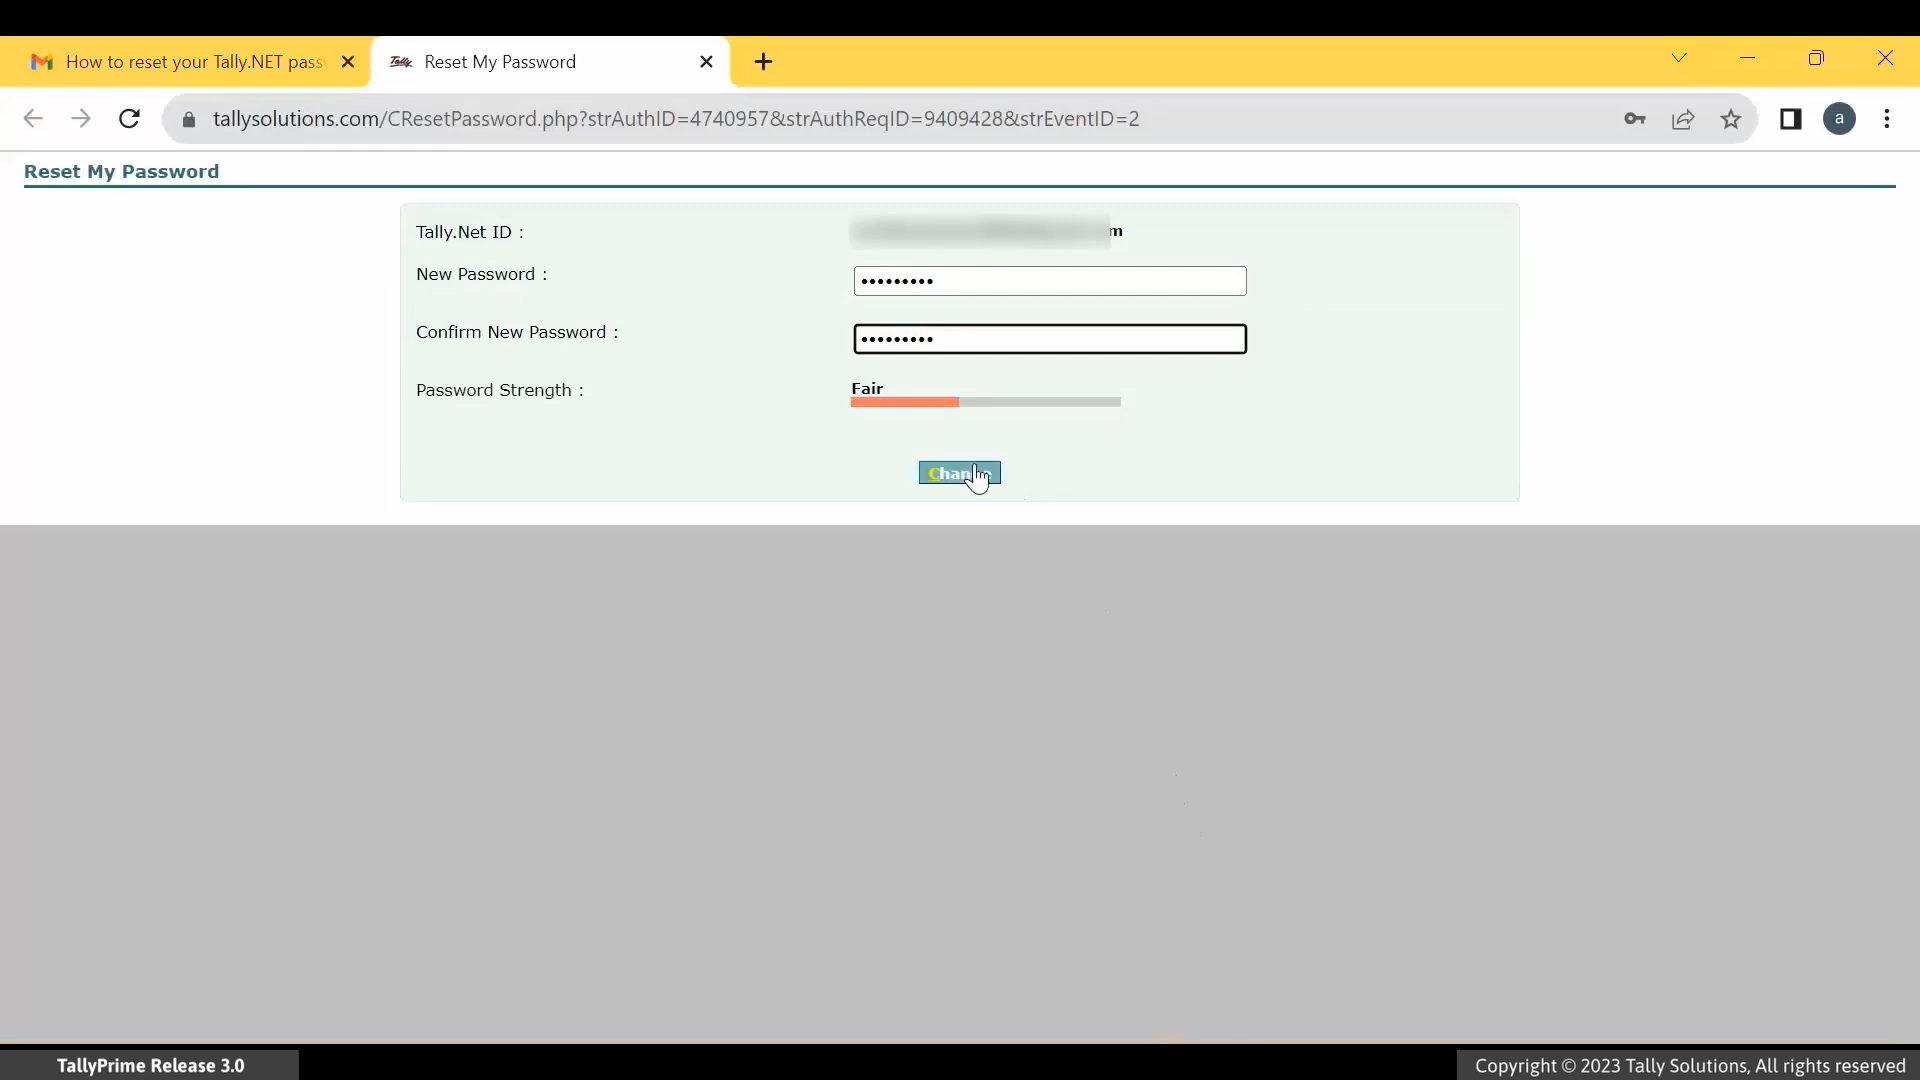 How to reset your Tally.NET pass
Tally Reset My Password
tallysolutions.com/CResetPassword.php?strAuthID=4740957&strAuthReqID=9409428&strEventID=2
a
Reset My Password
Tally.Net ID : m
New Password : •••••••••
Confirm New Password : •••••••••
Password Strength : Fair
TallyPrime Release 3.0
Copyright © 2023 Tally Solutions, All rights reserved